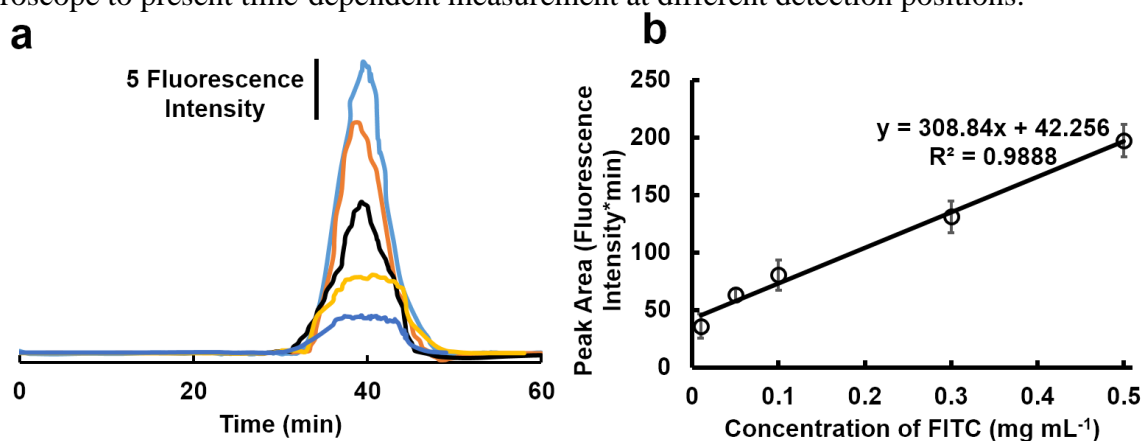 roscope to present time-dependent measurement at different detection positions.
a
5 Fluorescence
Intensity
0
20
40
60
Time (min)
b
Peak Area (Fluorescence
Intensity*min)
250
200
150
100
50
0
y = 308.84x + 42.256
R² = 0.9888
0
0.1
0.2
0.3
0.4
0.5
Concentration of FITC (mg mL⁻¹)